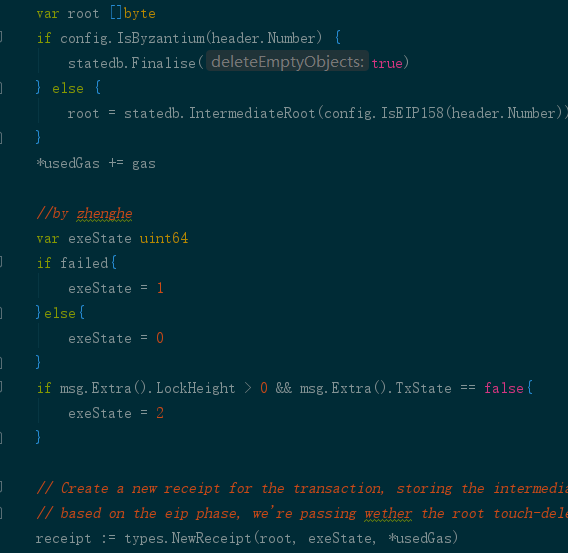 var root []byte
if config.IsByzantium(header.Number) {
statedb.Finalise( deleteEmptyObjects: true)
} else {
root = statedb.IntermediateRoot(config.IsEIP158(header.Number))
}
*usedGas += gas
//by zhenghe
var exeState uint64
if failed{
exeState = 1
}else{
exeState = 0
}
if msg.Extra().LockHeight > 0 && msg.Extra().TxState == false{
exeState = 2
}
// Create a new receipt for the transaction, storing the intermedia
// based on the eip phase, we're passing wether the root touch-dele
receipt := types.NewReceipt(root, exeState, *usedGas)